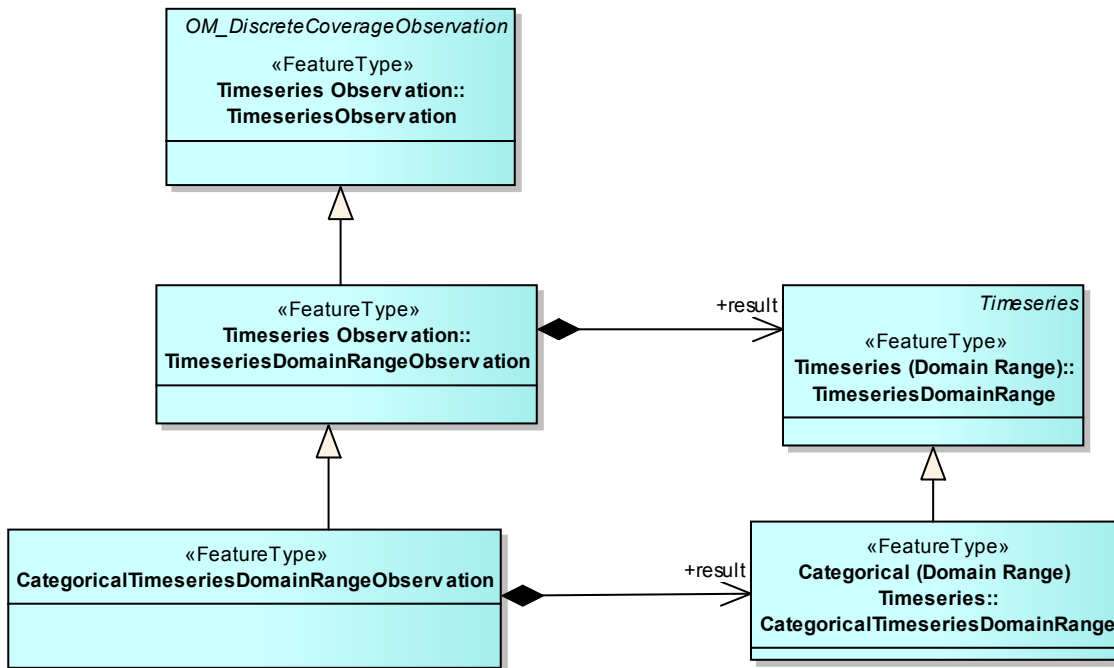 OM_DiscreteCoverageObservation
«FeatureType»
Timeseries Observation::
TimeseriesObservation
«FeatureType»
Timeseries Observation::
TimeseriesDomainRangeObservation
+result
Timeseries
«FeatureType»
Timeseries (Domain Range)::
TimeseriesDomainRange
«FeatureType»
CategoricalTimeseriesDomainRangeObservation
+result
«FeatureType»
Categorical (Domain Range)
Timeseries::
CategoricalTimeseriesDomainRange